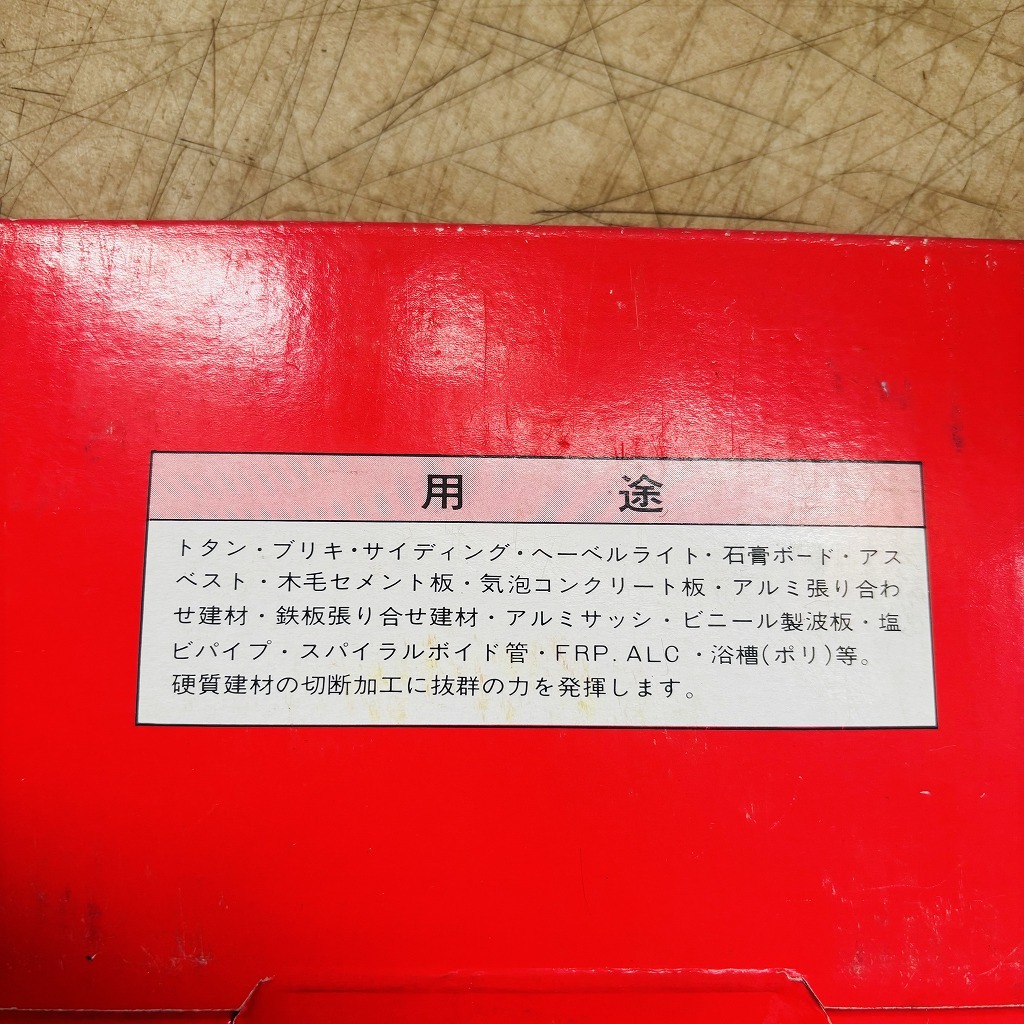 用途
トタン・ブリキ・サイディング・ヘーベルライト・石膏ボード・アス
ベスト・木毛セメント板・気泡コンクリート板・アルミ張り合わ
せ建材・鉄板張り合せ建材・アルミサッシ・ビニール製波板・塩
ビパイプ・スパイラルボイド管・FRP.ALC・浴槽(ポリ)等。
硬質建材の切断加工に抜群の力を発揮します。